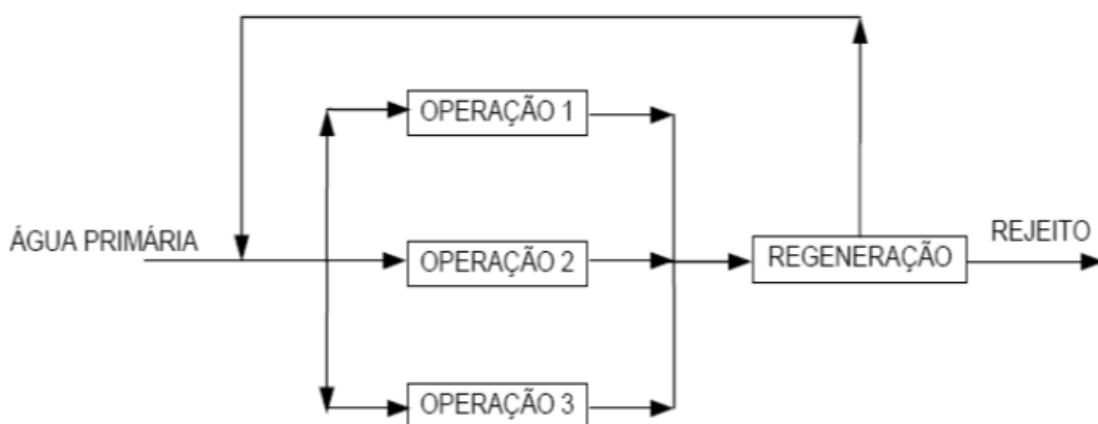 OPERAÇÃO 1
ÁGUA PRIMÁRIA
OPERAÇÃO 2
REGENERAÇÃO
REJEITO
OPERAÇÃO 3